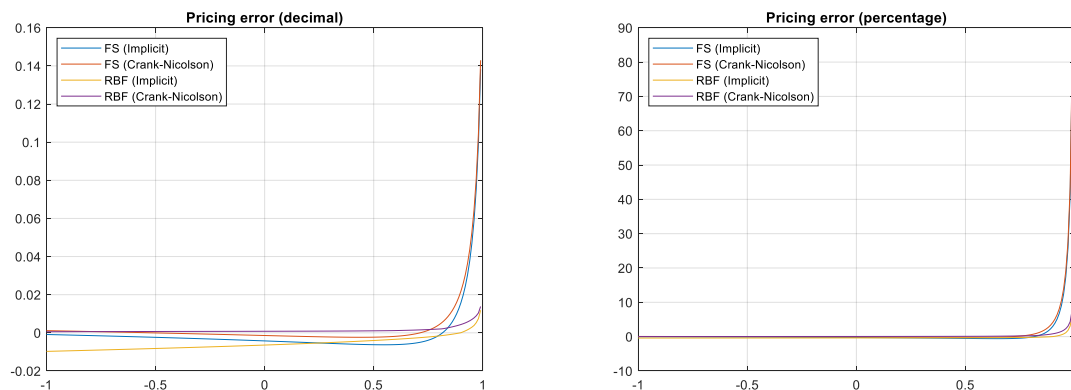 Pricing error (decimal)
0.16
0.14
0.12
0.1
0.08
0.06
0.04
0.02
0
-0.02
FS (Implicit)
FS (Crank-Nicolson)
RBF (Implicit)
RBF (Crank-Nicolson)
-1 -0.5 0 0.5 1
Pricing error (percentage)
90
80
70
60
50
40
30
20
10
0
-10
FS (Implicit)
FS (Crank-Nicolson)
RBF (Implicit)
RBF (Crank-Nicolson)
-1 -0.5 0 0.5